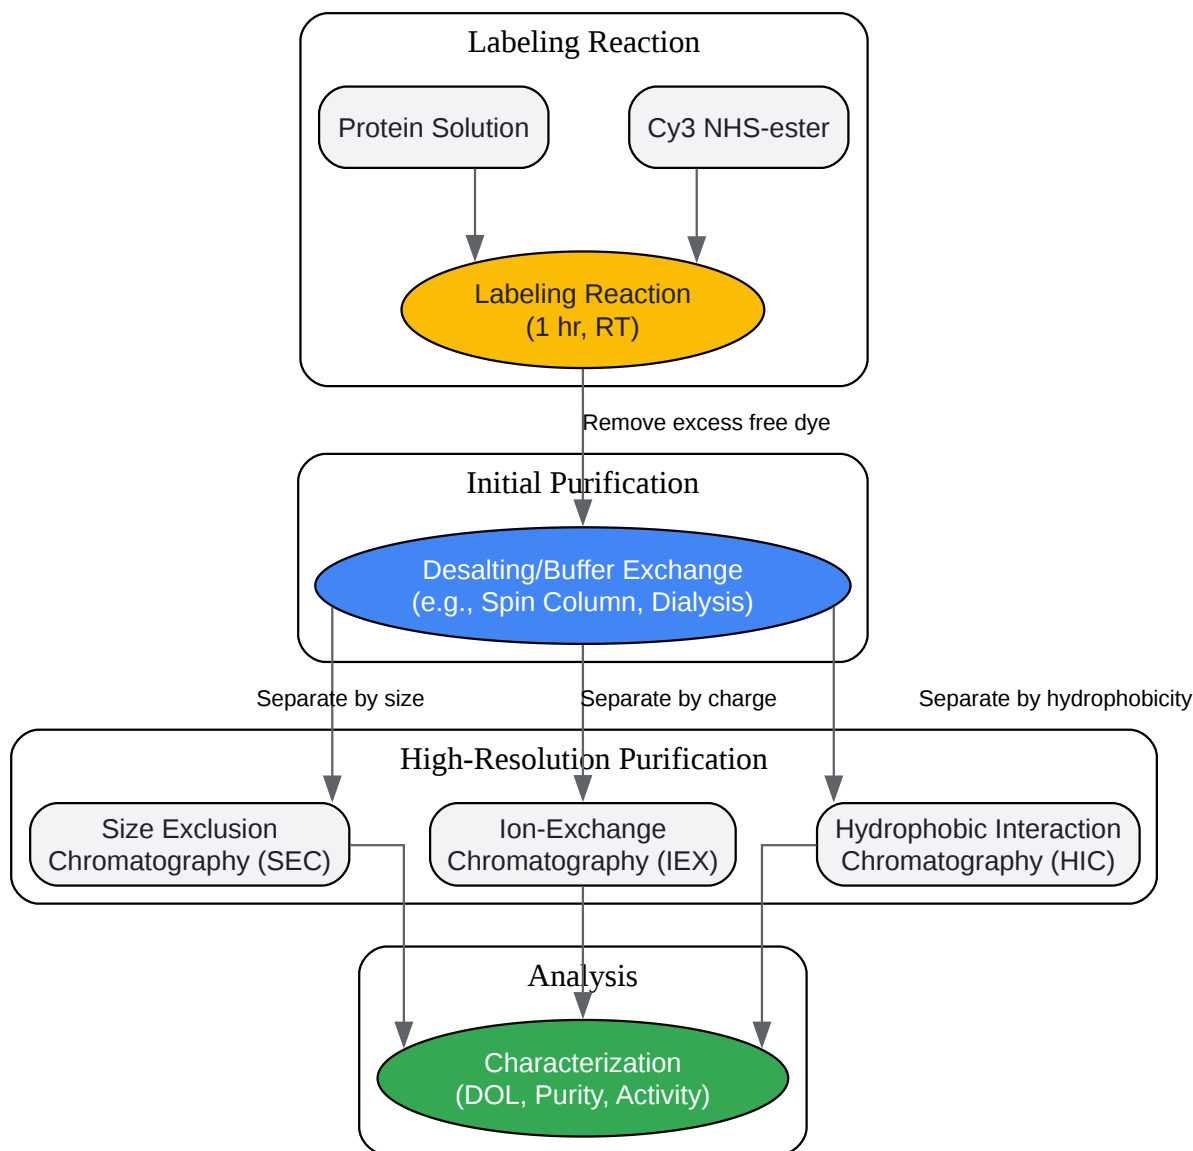 Labeling Reaction
Protein Solution
Cy3 NHS-ester
Labeling Reaction
(1 hr, RT)
Remove excess free dye
Initial Purification
Desalting/Buffer Exchange
(e.g., Spin Column, Dialysis)
Separate by size
Separate by charge
Separate by hydrophobicity
High-Resolution Purification
Size Exclusion
Chromatography (SEC)
Ion-Exchange
Chromatography (IEX)
Hydrophobic Interaction
Chromatography (HIC)
Analysis
Characterization
(DOL, Purity, Activity)